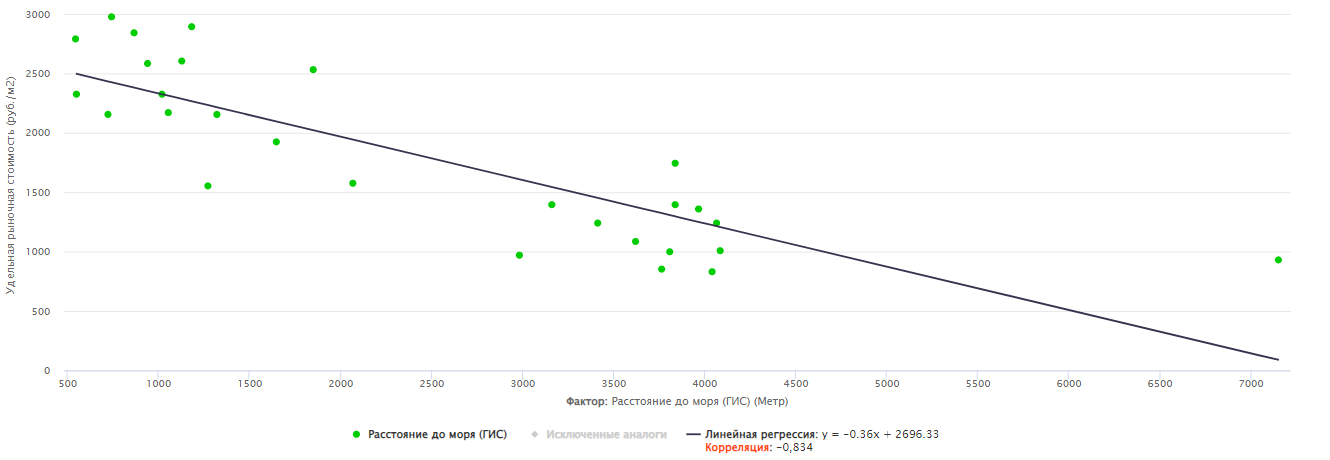 3000
2500
2000
1500
1000
500
0
Удельная рыночная стоимость (руб./м2)
500 1000 1500 2000 2500 3000 3500 4000 4500 5000 5500 6000 6500 7000
Фактор: Расстояние до моря (ГИС) (Метр)
Расстояние до моря (ГИС) Исключенные аналоги Линейная регрессия: y = -0.36x + 2696.33
Корреляция: -0,834